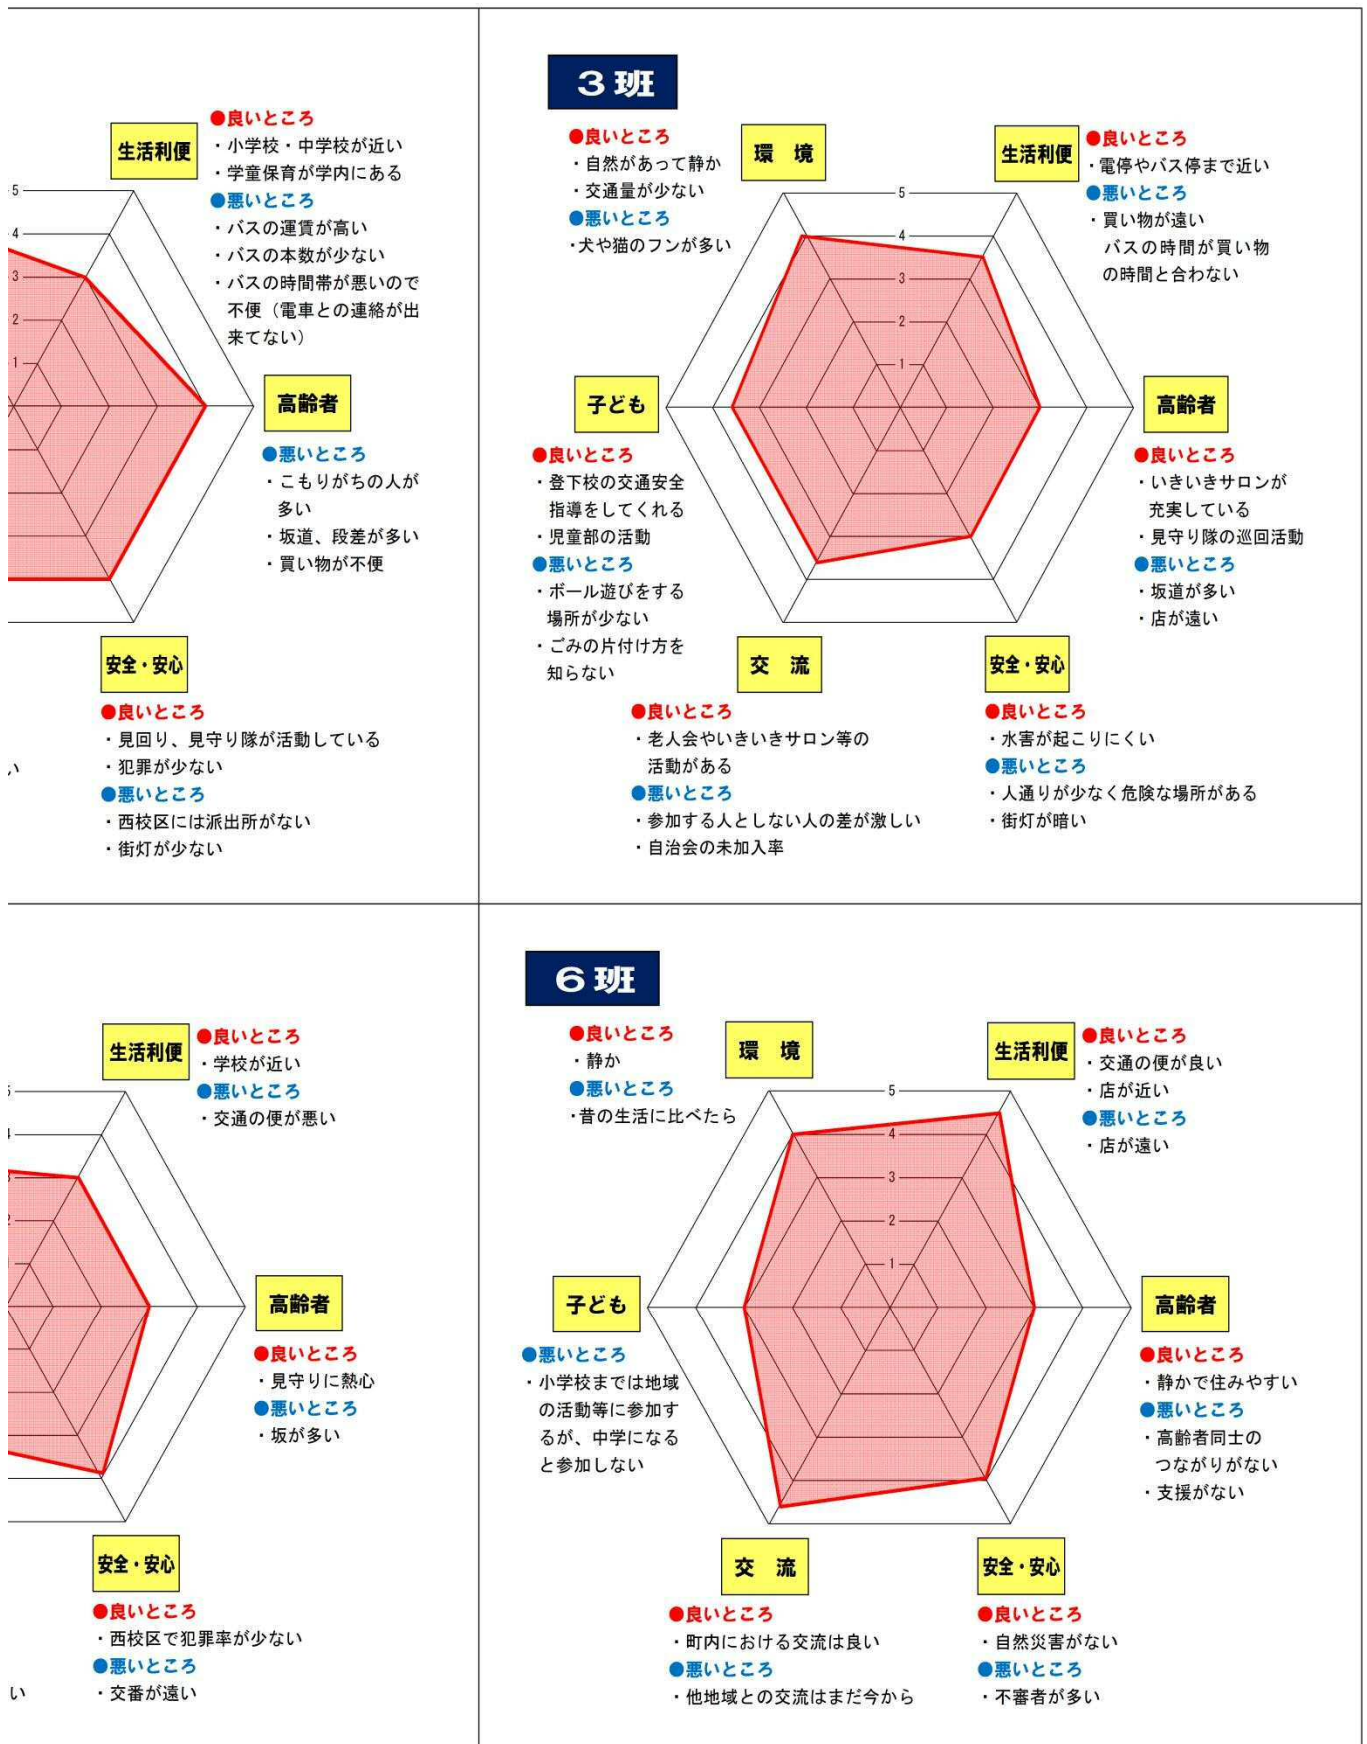 生活利便
●良いところ
・小学校・中学校が近い
・学童保育が学内にある
●悪いところ
・バスの運賃が高い
・バスの本数が少ない
・バスの時間帯が悪いので
不便（電車との連絡が出
来てない）
5
4
3
2
1
高齢者
●悪いところ
・こもりがちの人が
多い
・坂道、段差が多い
・買い物が不便
安全・安心
●良いところ
・見回り、見守り隊が活動している
・犯罪が少ない
●悪いところ
・西校区には派出所がない
・街灯が少ない
い
3班
●良いところ
・自然があって静か
・交通量が少ない
●悪いところ
・犬や猫のフンが多い
環　境
生活利便
●良いところ
・電停やバス停まで近い
●悪いところ
・買い物が遠い
バスの時間が買い物
の時間と合わない
5
4
3
2
1
子ども
●良いところ
・登下校の交通安全
指導をしてくれる
・児童部の活動
●悪いところ
・ボール遊びをする
場所が少ない
・ごみの片付け方を
知らない
高齢者
●良いところ
・いきいきサロンが
充実している
・見守り隊の巡回活動
●悪いところ
・坂道が多い
・店が遠い
交　流
●良いところ
・老人会やいきいきサロン等の
活動がある
●悪いところ
・参加する人としない人の差が激しい
・自治会の未加入率
安全・安心
●良いところ
・水害が起こりにくい
●悪いところ
・人通りが少なく危険な場所がある
・街灯が暗い
生活利便
●良いところ
・学校が近い
●悪いところ
・交通の便が悪い
5
4
3
2
1
高齢者
●良いところ
・見守りに熱心
●悪いところ
・坂が多い
安全・安心
●良いところ
・西校区で犯罪率が少ない
●悪いところ
・交番が遠い
い
6班
●良いところ
・静か
●悪いところ
・昔の生活に比べたら
環　境
生活利便
●良いところ
・交通の便が良い
・店が近い
●悪いところ
・店が遠い
5
4
3
2
1
子ども
●悪いところ
・小学校までは地域
の活動等に参加す
るが、中学になる
と参加しない
高齢者
●良いところ
・静かで住みやすい
●悪いところ
・高齢者同士の
つながりがない
・支援がない
交　流
●良いところ
・町内における交流は良い
●悪いところ
・他地域との交流はまだ今から
安全・安心
●良いところ
・自然災害がない
●悪いところ
・不審者が多い